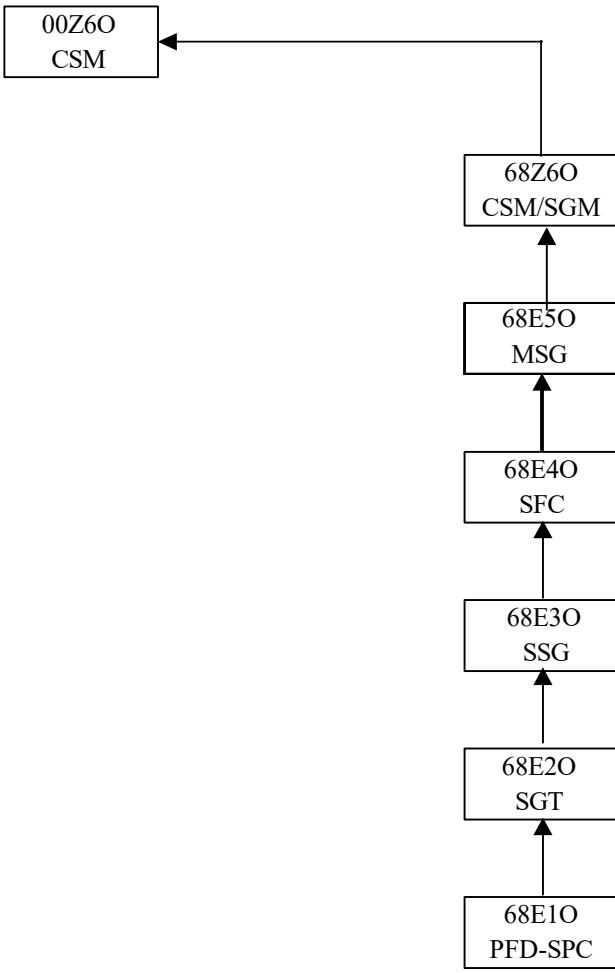 00Z6O
CSM
68Z6O
CSM/SGM
68E5O
MSG
68E4O
SFC
68E3O
SSG
68E2O
SGT
68E1O
PFD-SPC